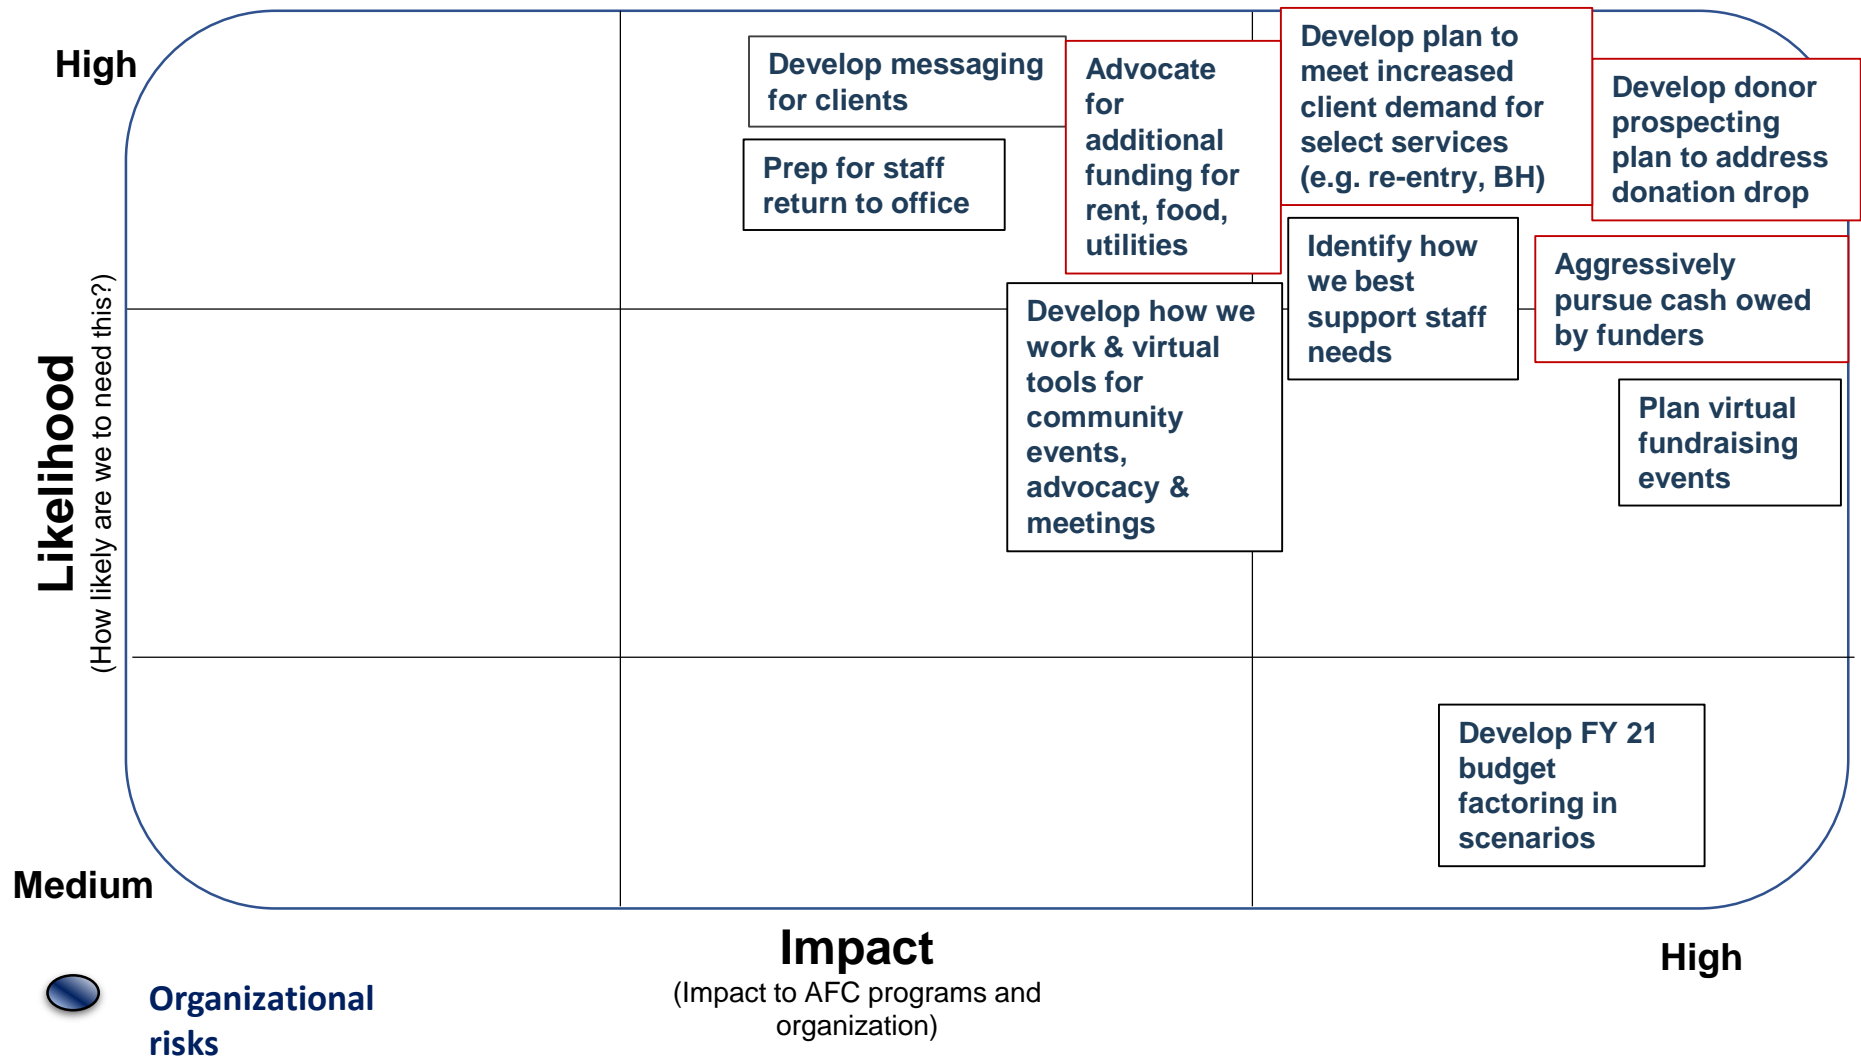 High
Develop messaging
for clients
Prep for staff
return to office
Advocate
for
additional
funding for
rent, food,
utilities
Develop plan to
meet increased
client demand for
select services
(e.g. re-entry, BH)
Develop donor
prospecting
plan to address
donation drop
Identify how
we best
support staff
needs
Aggressively
pursue cash owed
by funders
Develop how we
work & virtual
tools for
community
events,
advocacy &
meetings
Plan virtual
fundraising
events
Likelihood
(How likely are we to need this?)
Develop FY 21
budget
factoring in
scenarios
Medium
Impact
(Impact to AFC programs and
organization)
High
Organizational
risks